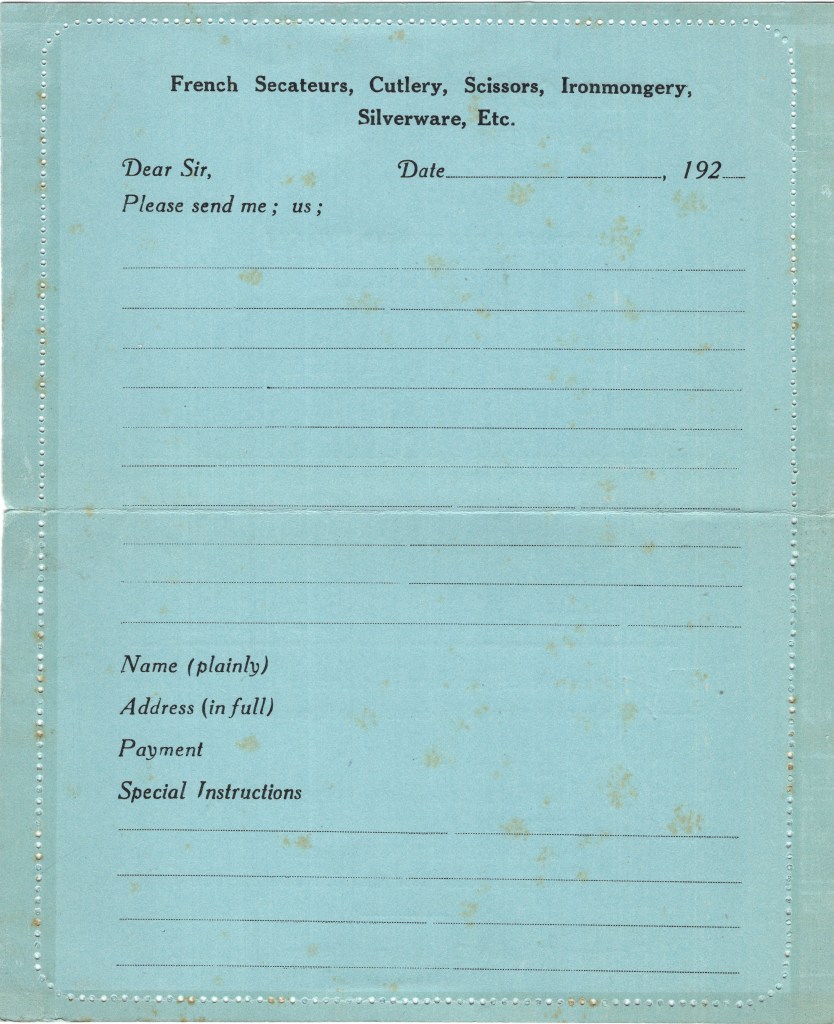 French Secateurs, Cutlery, Scissors, Ironmongery,
Silverware, Etc.
Dear Sir, Date, 192
Please send me ; us ;
Name (plainly)
Address (in full)
Payment
Special Instructions